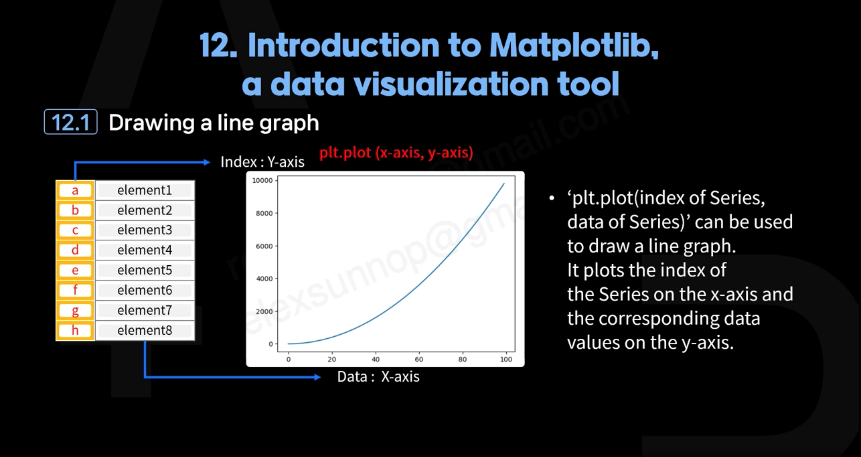 12. Introduction to Matplotlib,
a data visualization tool
12.1 Drawing a line graph
Index : Y-axis
plt.plot (x-axis, y-axis)
a element1
b element2
c element3
d element4
e element5
f element6
g element7
h element8
10000
8000
6000
4000
2000
0
0 20 40 60 80 100
Data : X-axis
• ‘plt.plot(index of Series,
data of Series)’ can be used
to draw a line graph.
It plots the index of
the Series on the x-axis and
the corresponding data
values on the y-axis.